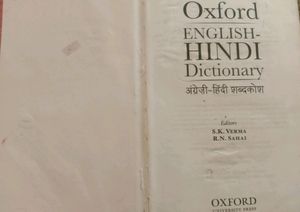 Oxford
ENGLISH-
HINDI
Dictionary
अंग्रेज़ी-हिंदी शब्दकोश
Editors
S.K. VERMA
R.N. SAHAI
OXFORD
UNIVERSITY PRESS